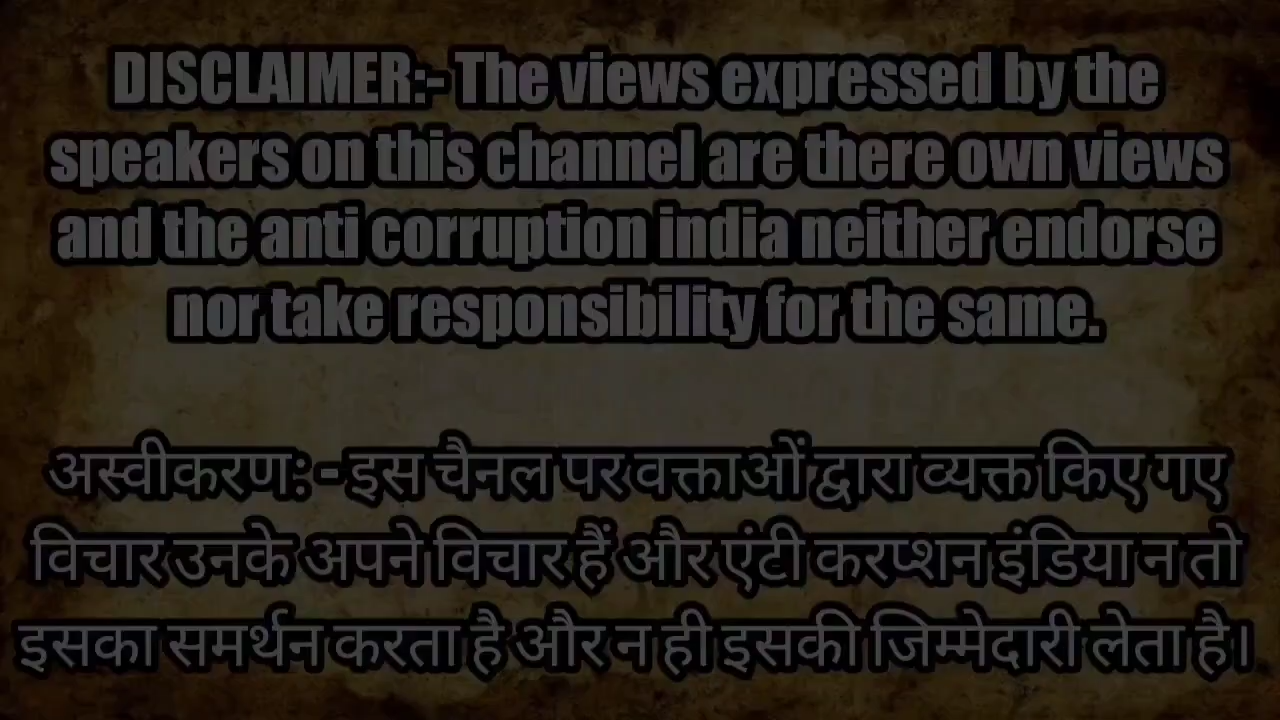 DISCLAIMER:- The views expressed by the
speakers on this channel are there own views
and the anti corruption india neither endorse
nor take responsibility for the same.
अस्वीकरण: - इस चैनल पर वक्ताओं द्वारा व्यक्त किए गए
विचार उनके अपने विचार हैं और एंटी करप्शन इंडिया न तो
इसका समर्थन करता है और न ही इसकी जिम्मेदारी लेता है।